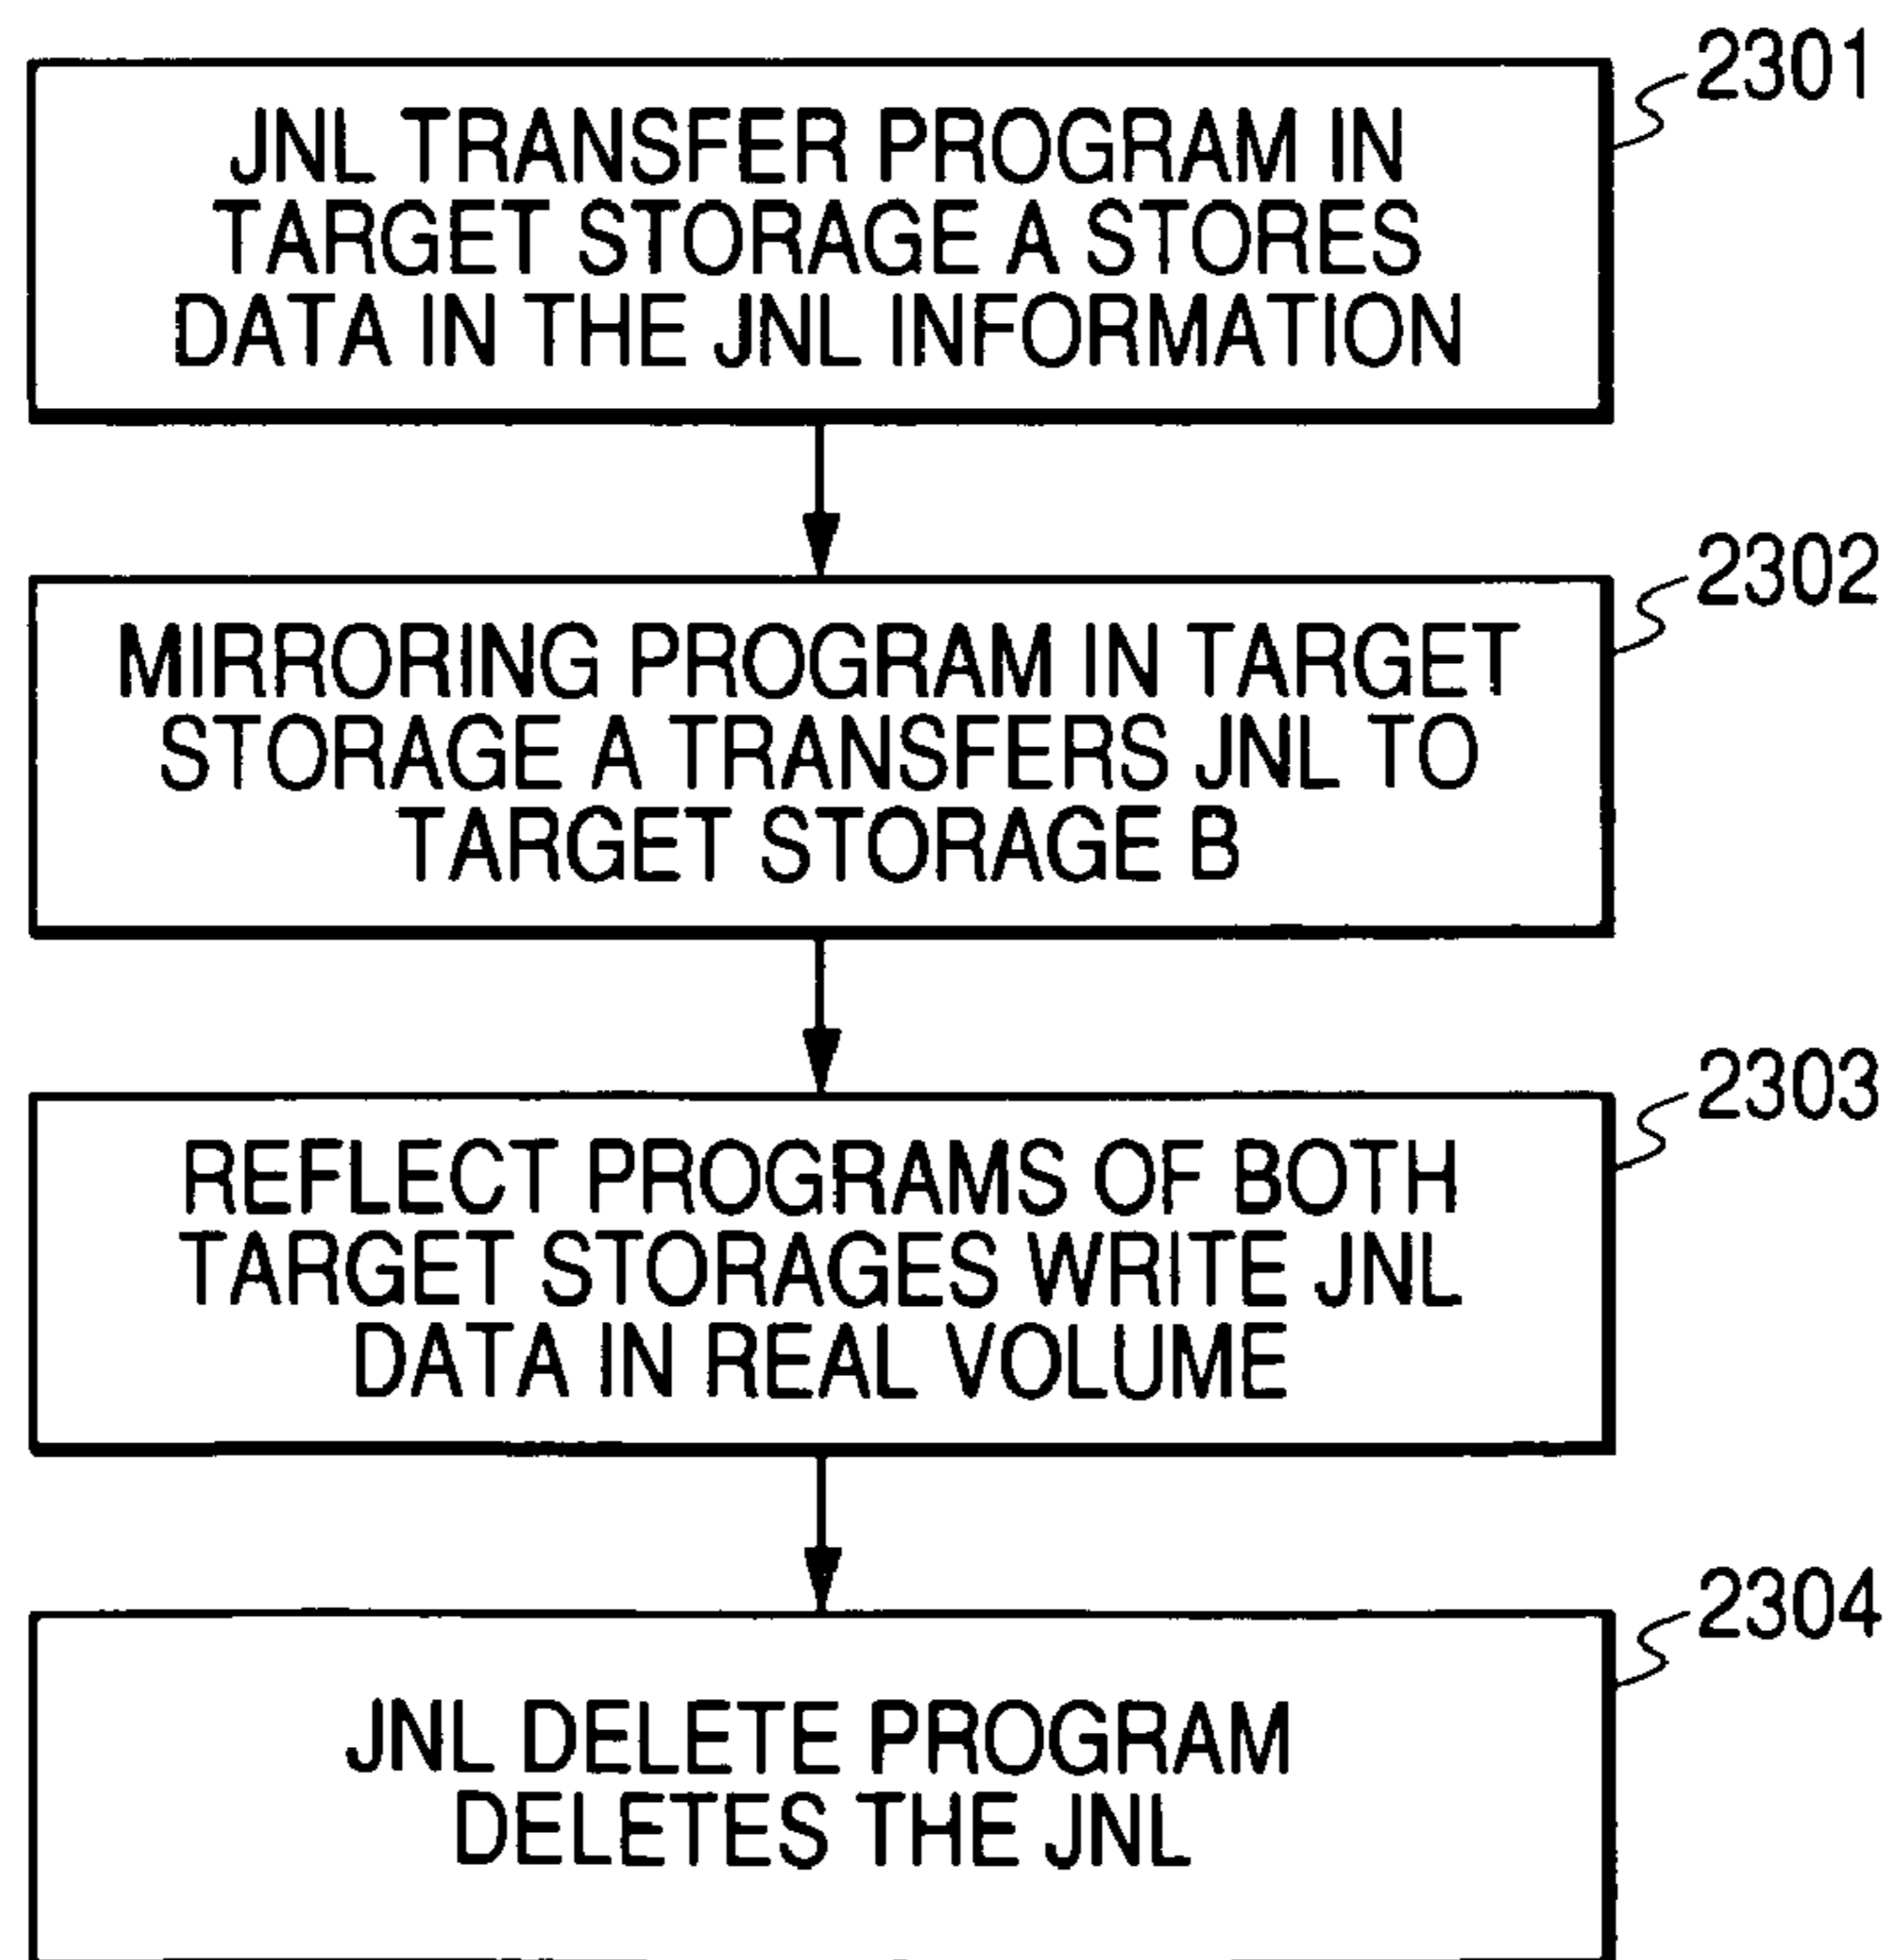 2301
JNL TRANSFER PROGRAM IN
TARGET STORAGE A STORES
DATA IN THE JNL INFORMATION
2302
MIRRORING PROGRAM IN TARGET
STORAGE A TRANSFERS JNL TO
TARGET STORAGE B
2303
REFLECT PROGRAMS OF BOTH
TARGET STORAGES WRITE JNL
DATA IN REAL VOLUME
2304
JNL DELETE PROGRAM
DELETES THE JNL